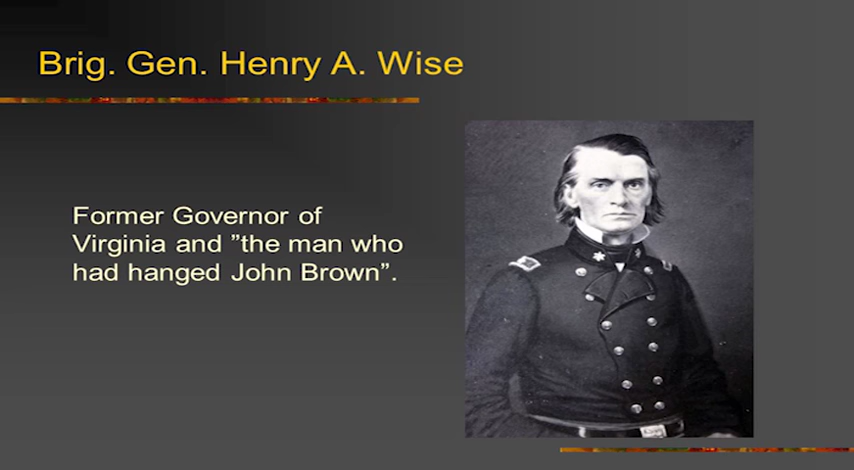 Brig. Gen. Henry A. Wise
Former Governor of
Virginia and ”the man who
had hanged John Brown”.